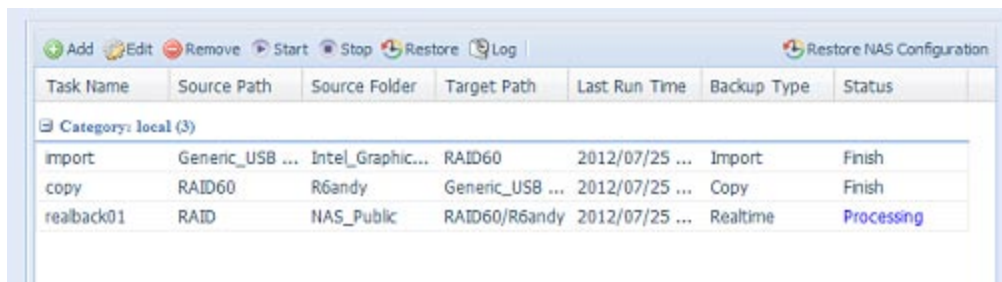 Add Edit Remove Start Stop Restore Log Restore NAS Configuration
Task Name Source Path Source Folder Target Path Last Run Time Backup Type Status
Category: local (3)
import Generic_USB ... Intel_Graphic... RAID60 2012/07/25 ... Import Finish
copy RAID60 R6andy Generic_USB ... 2012/07/25 ... Copy Finish
realback01 RAID NAS_Public RAID60/R6andy 2012/07/25 ... Realtime Processing